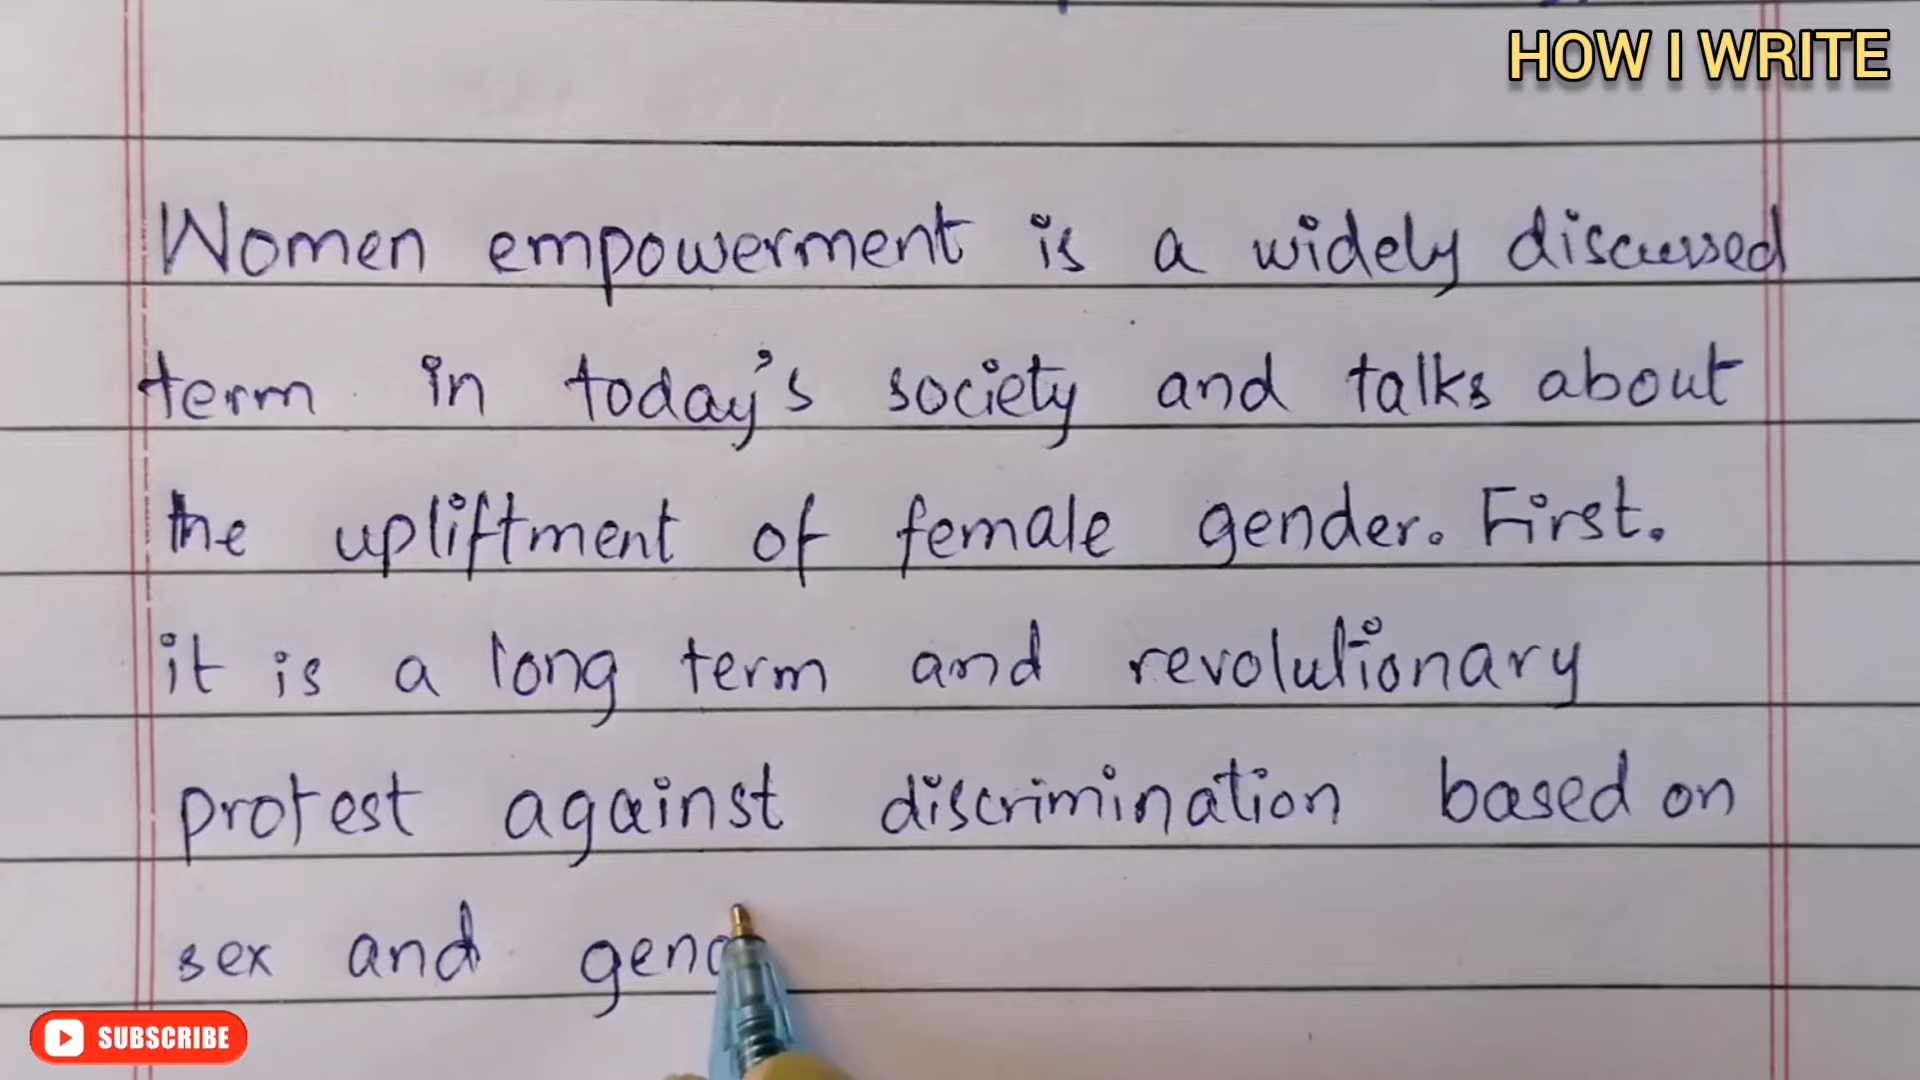 HOW I WRITE
Women empowerment is a widely discussed
term in today's society and talks about
the upliftment of female gender. First.
it is a long term and revolutionary
protest against discrimination based on
sex and gend
SUBSCRIBE